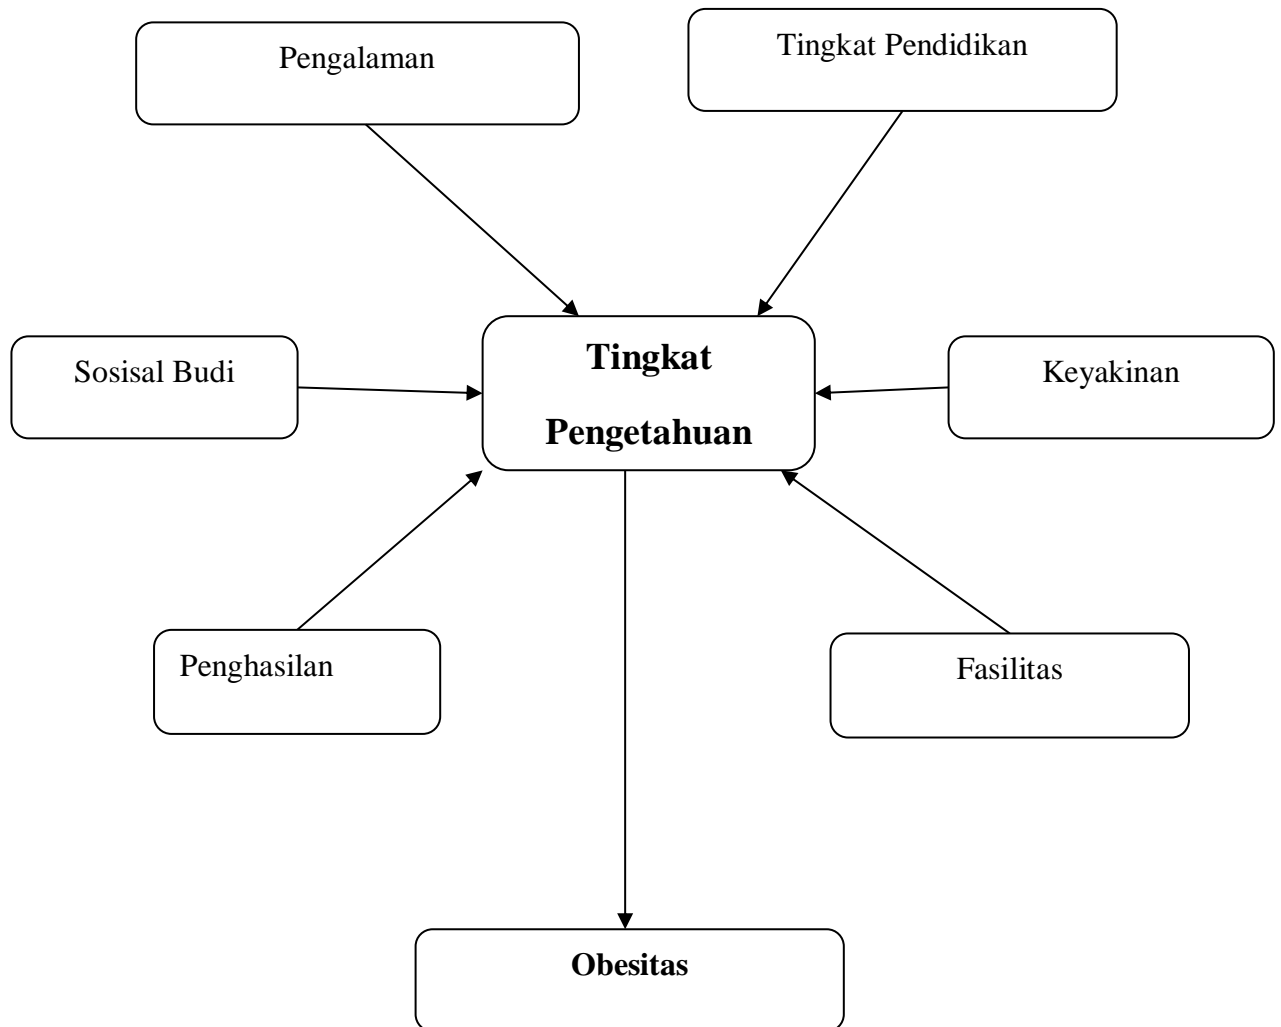 Pengalaman
Tingkat Pendidikan
Tingkat
Pengetahuan
Sosisal Budi
Keyakinan
Penghasilan
Fasilitas
Obesitas